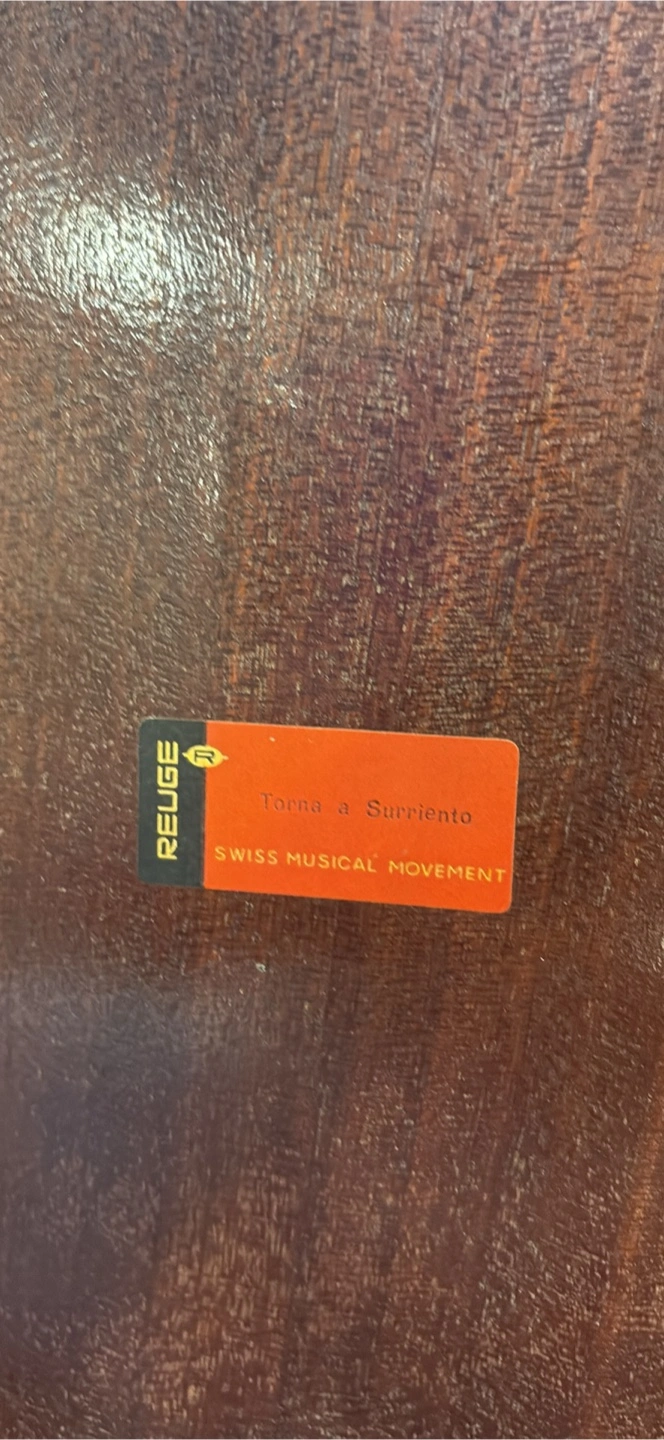 REUGE
R
Torna a Surriento
SWISS MUSICAL MOVEMENT